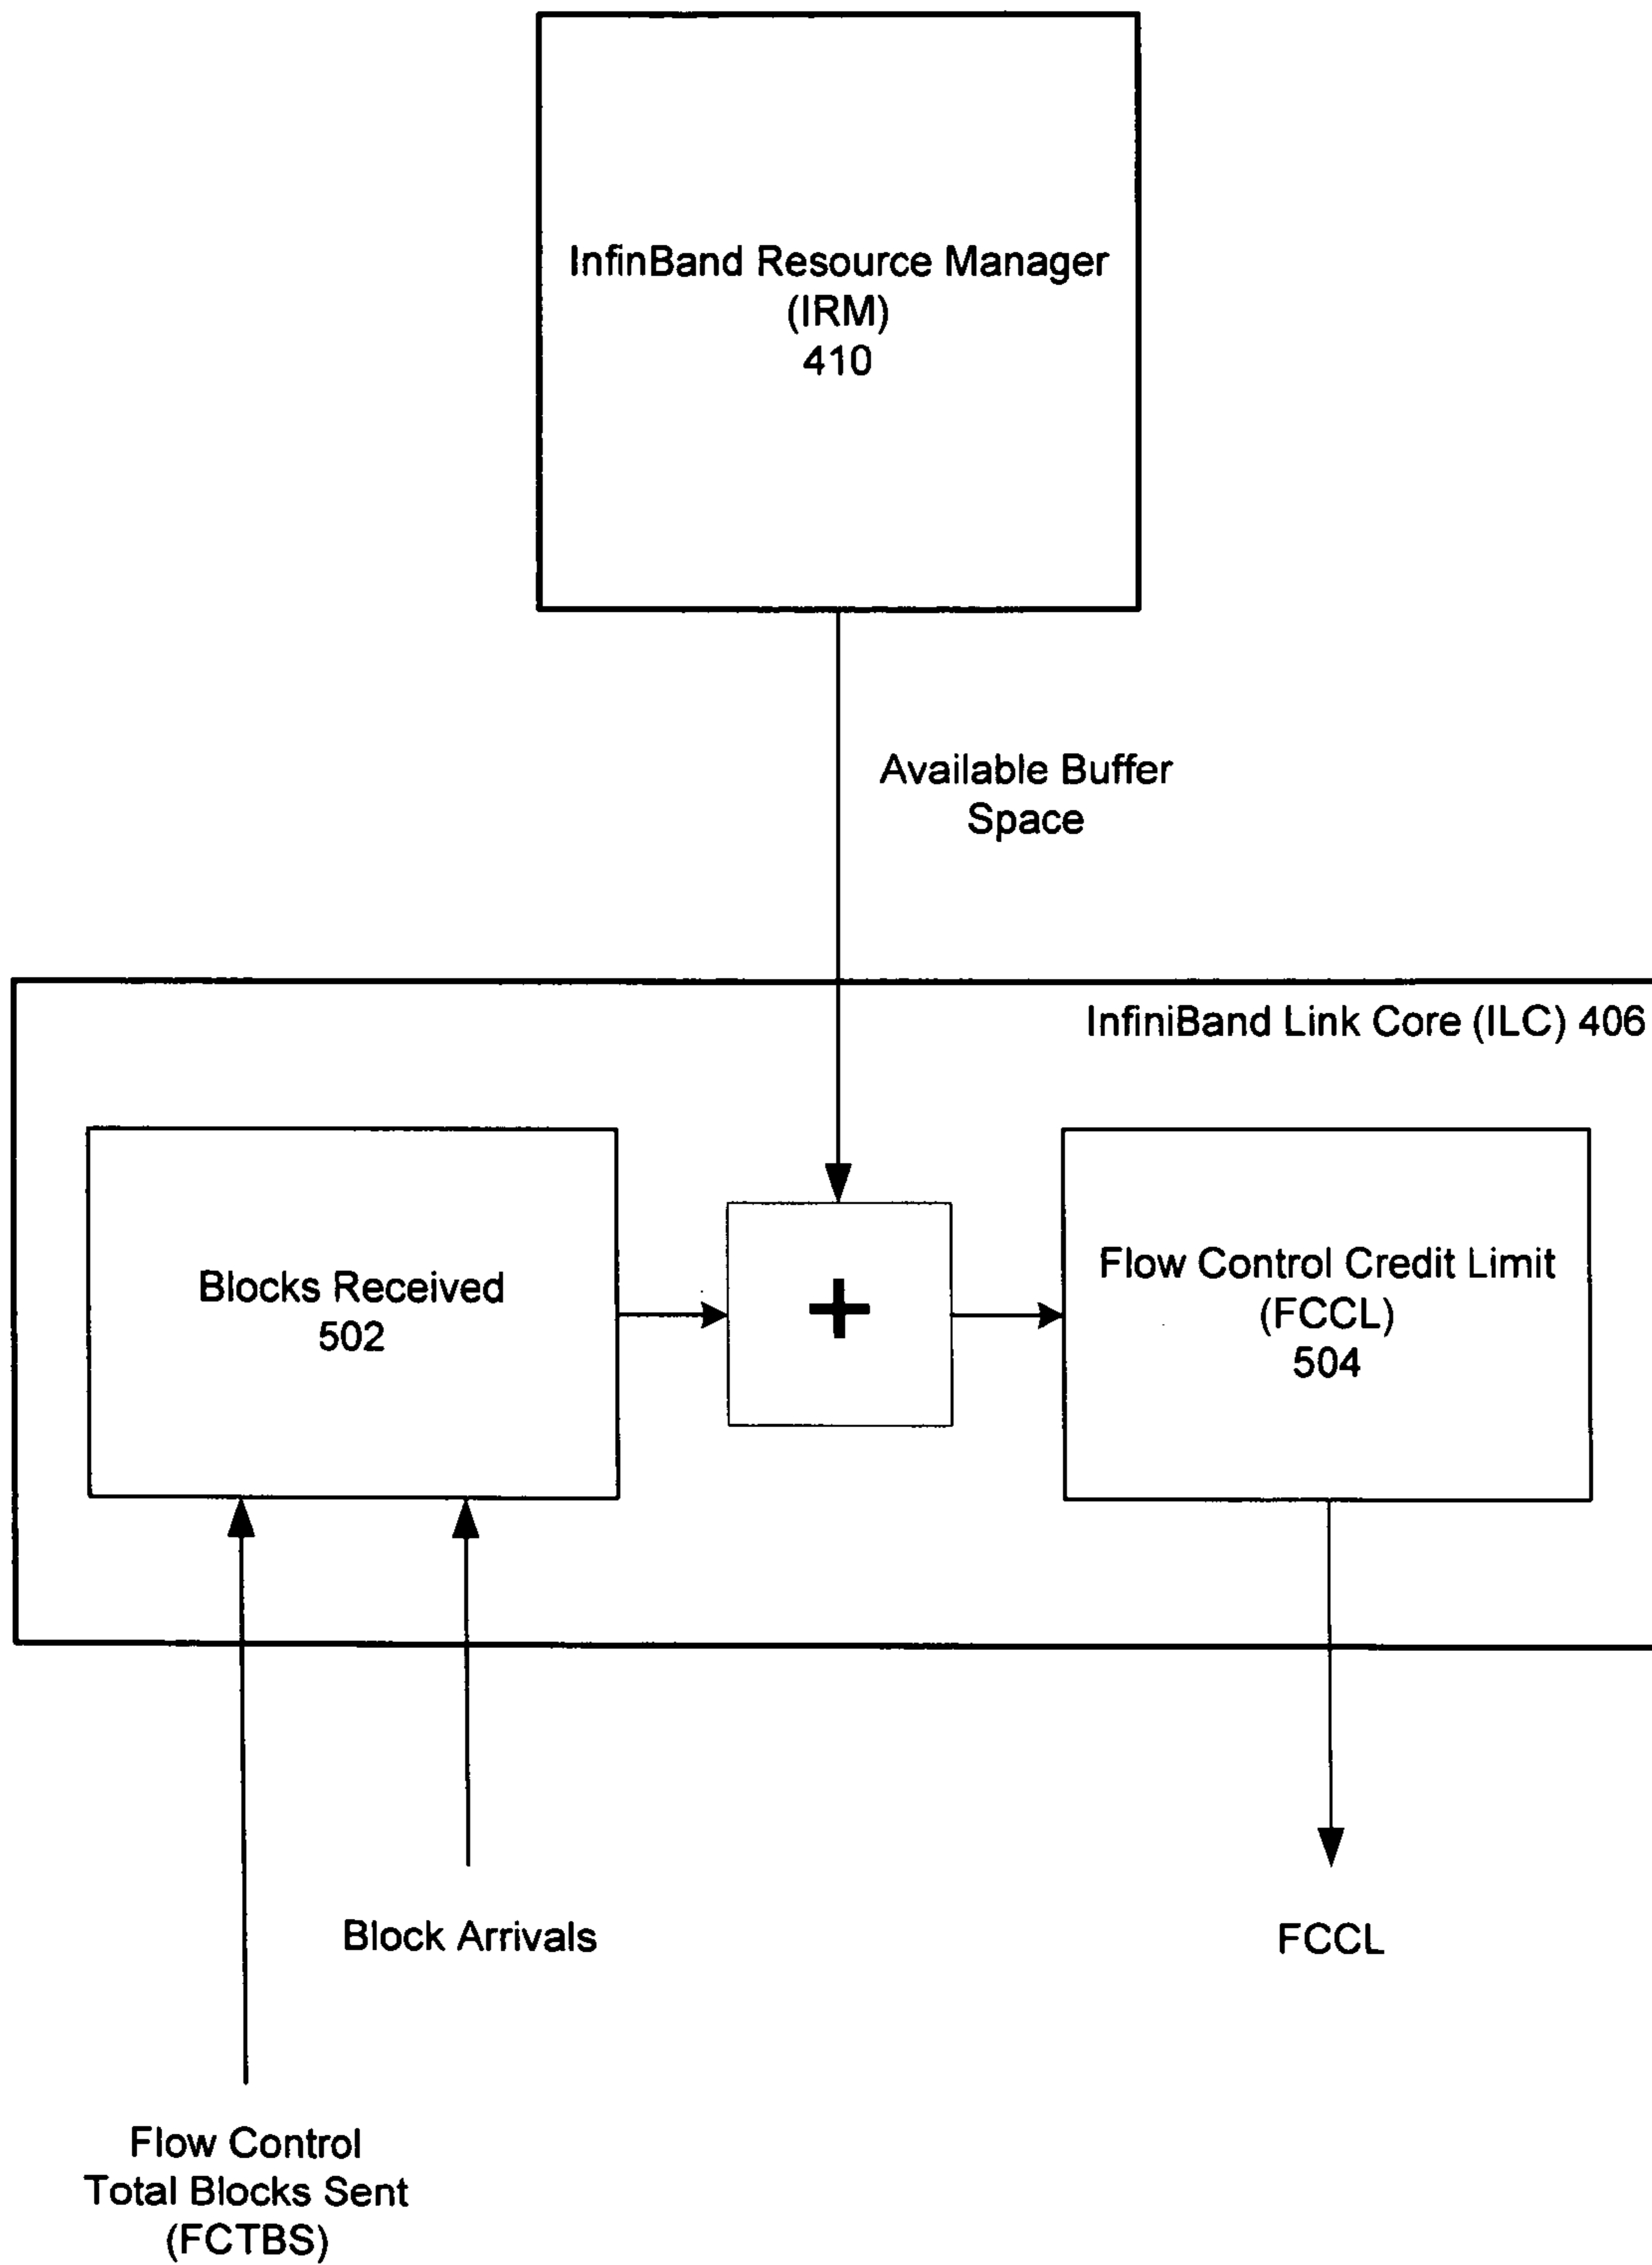 InfinBand Resource Manager
(IRM)
410
Available Buffer
Space
InfiniBand Link Core (ILC) 406
Blocks Received
502
+
Flow Control Credit Limit
(FCCL)
504
Block Arrivals
FCCL
Flow Control
Total Blocks Sent
(FCTBS)